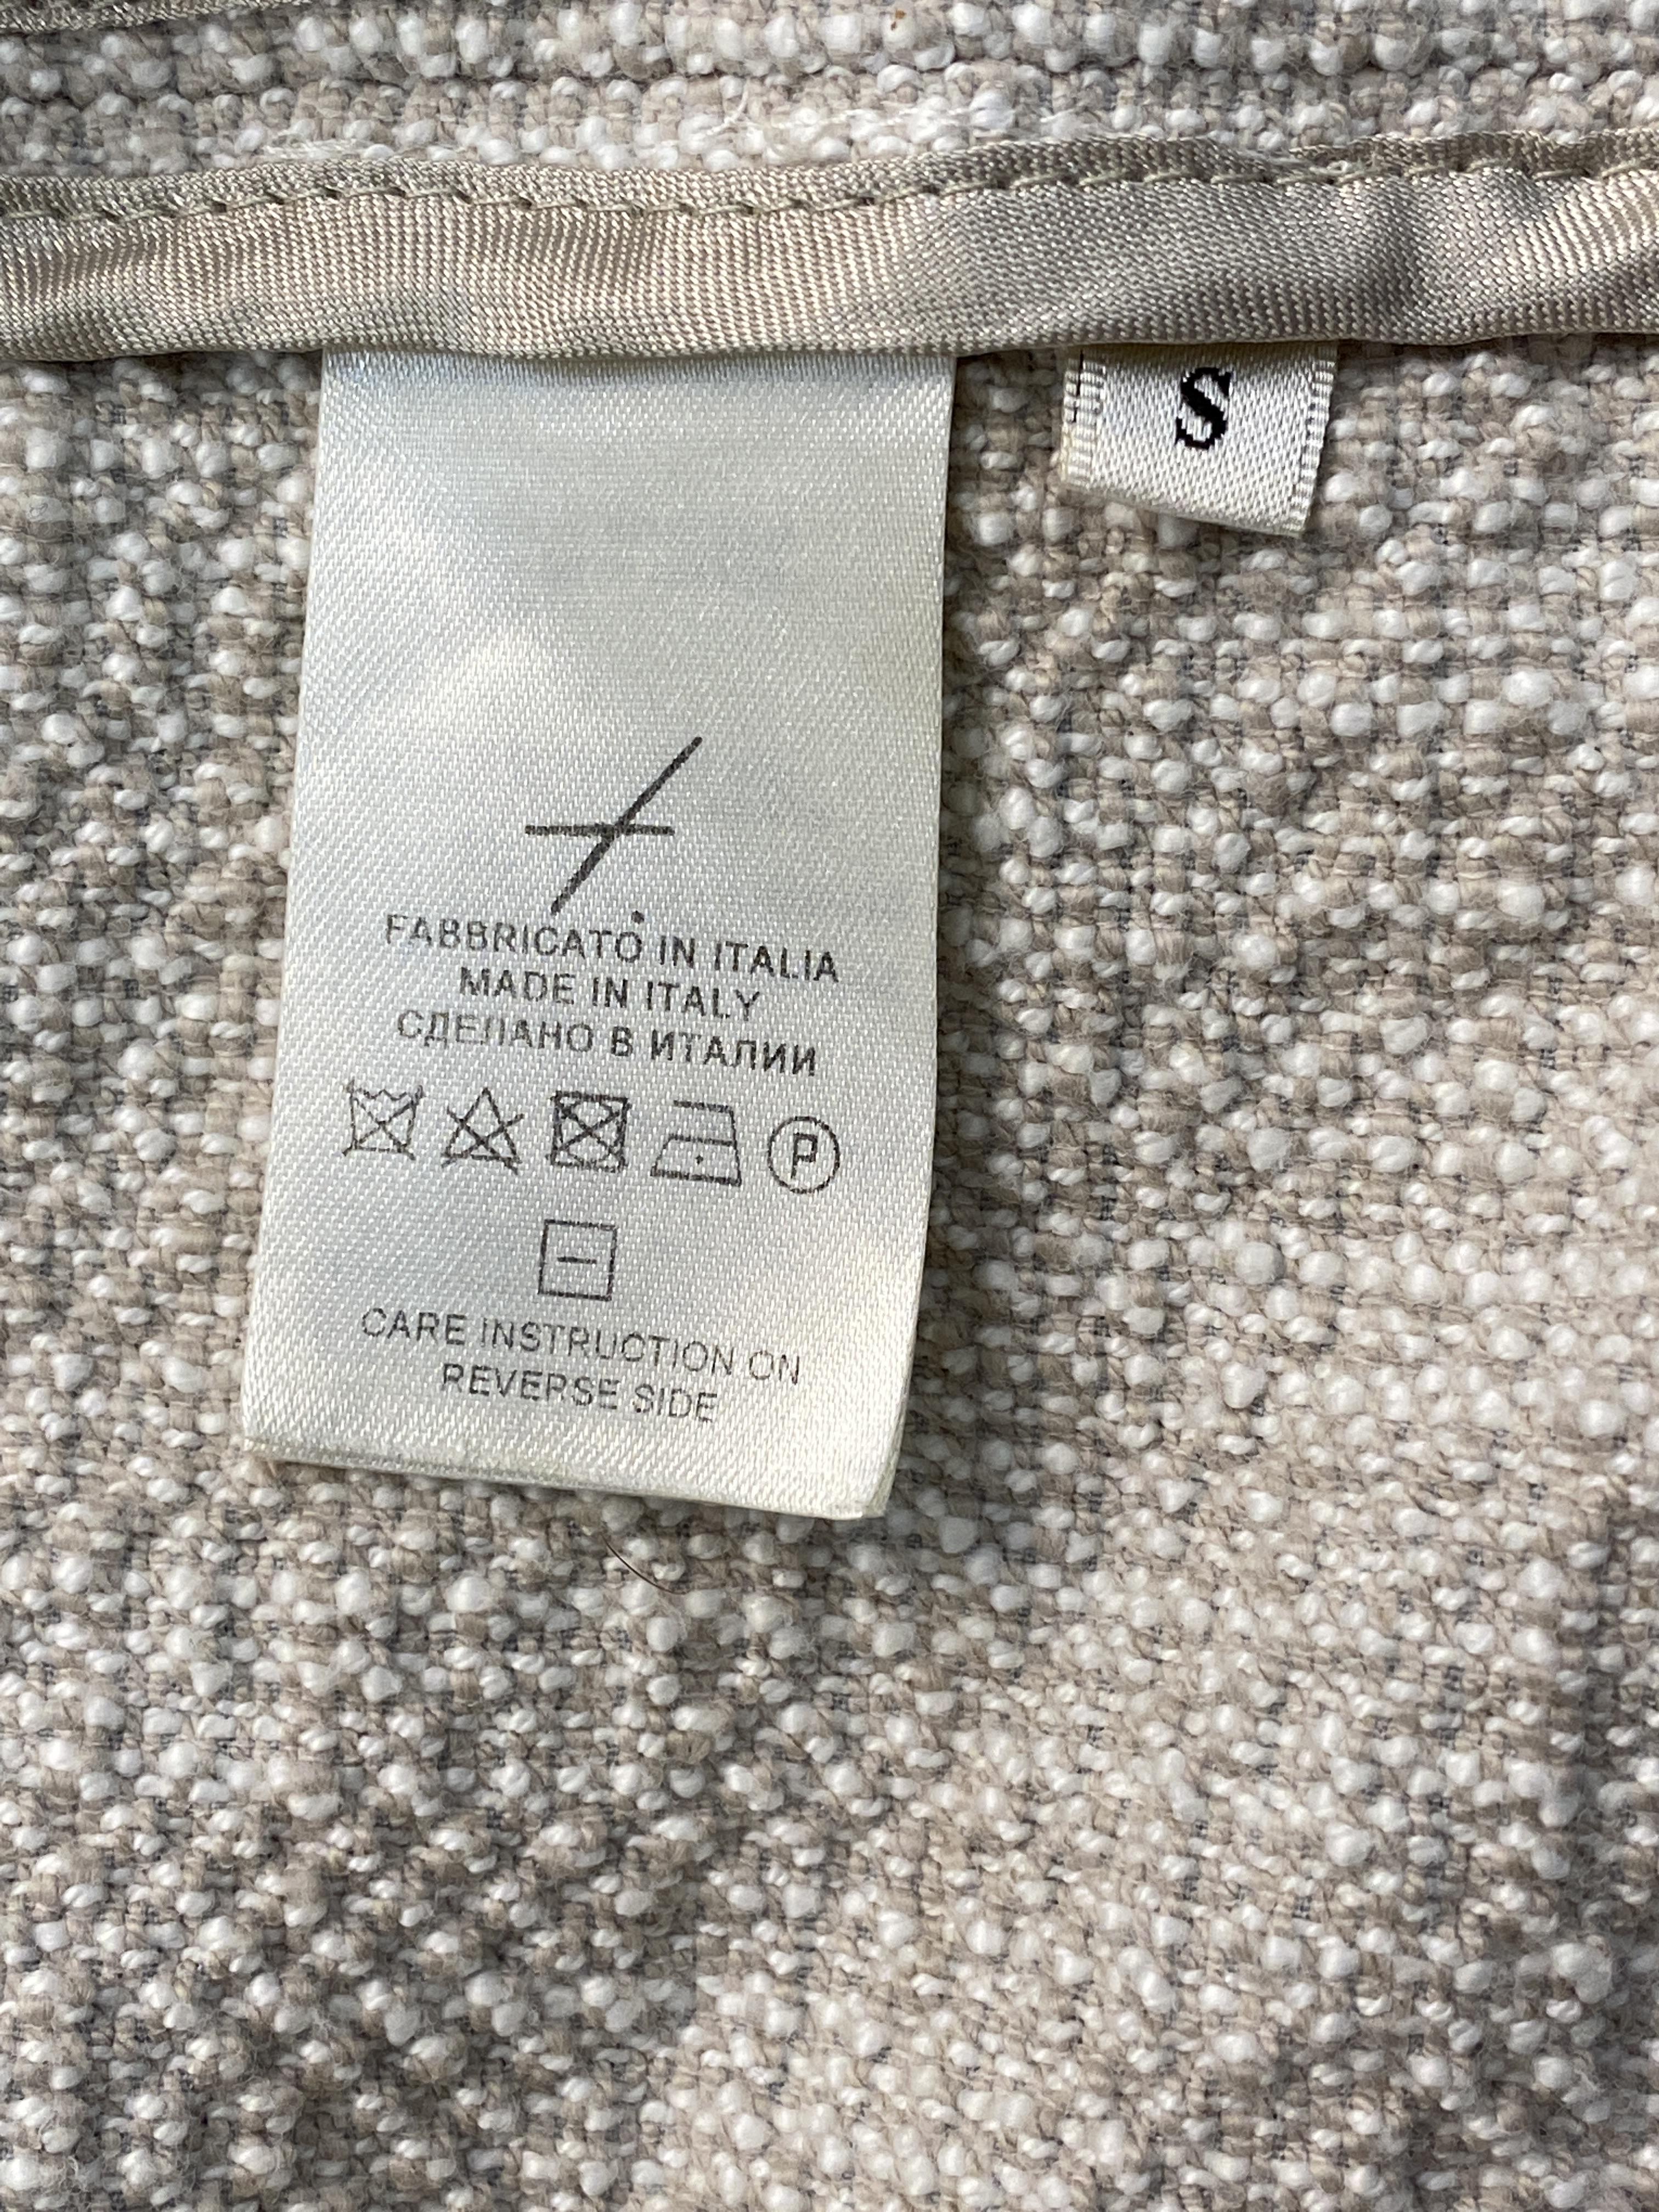 S
FABBRICATO IN ITALIA
MADE IN ITALY
СДЕЛАНО В ИТАЛИИ
P
CARE INSTRUCTION ON
REVERSE SIDE